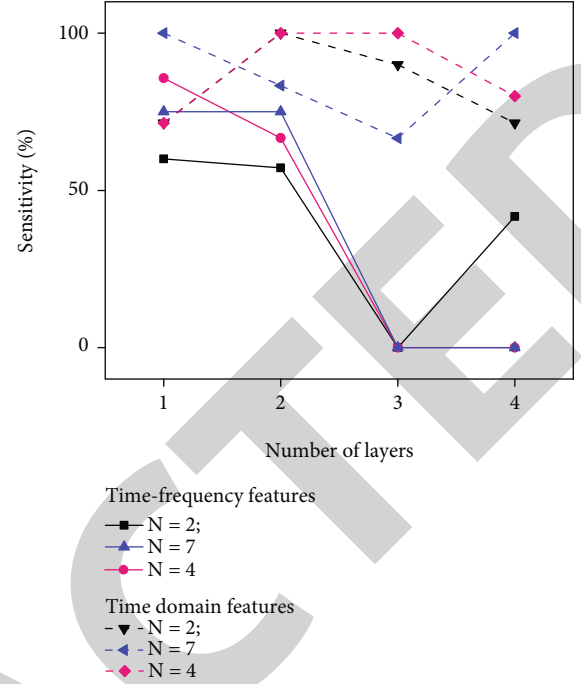 100
50
0
Sensitivity (%)
1 2 3 4
Number of layers
Time-frequency features
N = 2;
N = 7
N = 4
Time domain features
N = 2;
N = 7
N = 4